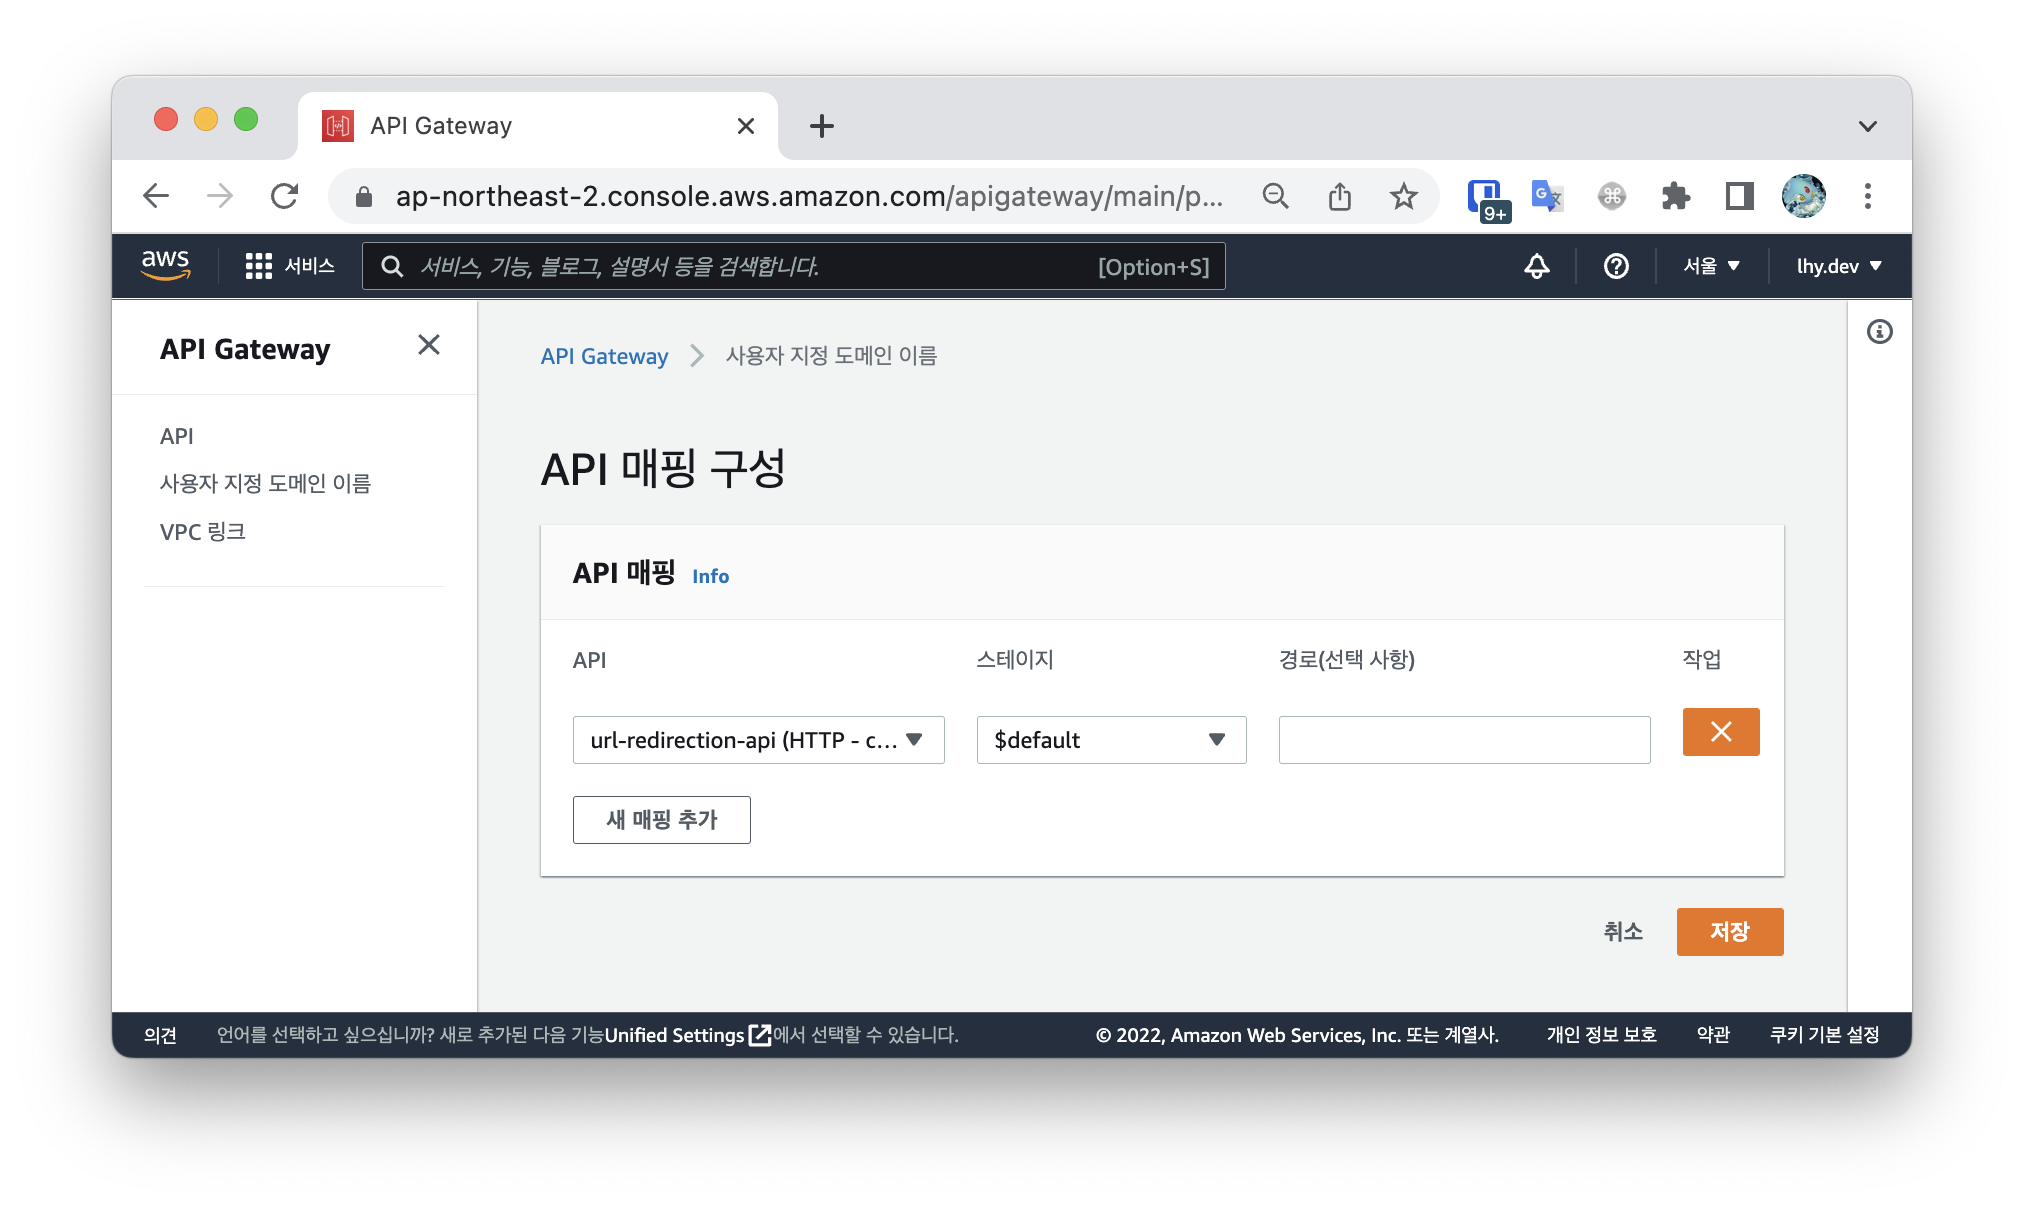 API Gateway
ap-northeast-2.console.aws.amazon.com/apigateway/main/p...
9+
aws
서비스
서비스, 기능, 블로그, 설명서 등을 검색합니다.
[Option+S]
서울
lhy.dev
API Gateway
API
사용자 지정 도메인 이름
VPC 링크
API Gateway
사용자 지정 도메인 이름
API 매핑 구성
API 매핑 Info
API
스테이지
경로(선택 사항)
작업
url-redirection-api (HTTP - c...
$default
새 매핑 추가
취소
저장
의견
언어를 선택하고 싶으십니까? 새로 추가된 다음 기능Unified Settings에서 선택할 수 있습니다.
© 2022, Amazon Web Services, Inc. 또는 계열사.
개인 정보 보호
약관
쿠키 기본 설정